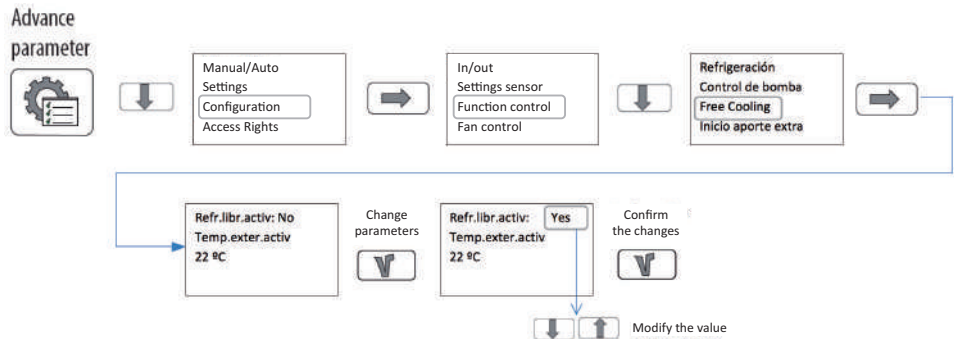 Advance
parameter
Manual/Auto
Settings
Configuration
Access Rights
In/out
Settings sensor
Function control
Fan control
Refrigeración
Control de bomba
Free Cooling
Inicio aporte extra
Refr.libr.activ: No
Temp.exter.activ
22 ºC
Change
parameters
Refr.libr.activ: Yes
Temp.exter.activ
22 ºC
Confirm
the changes
Modify the value